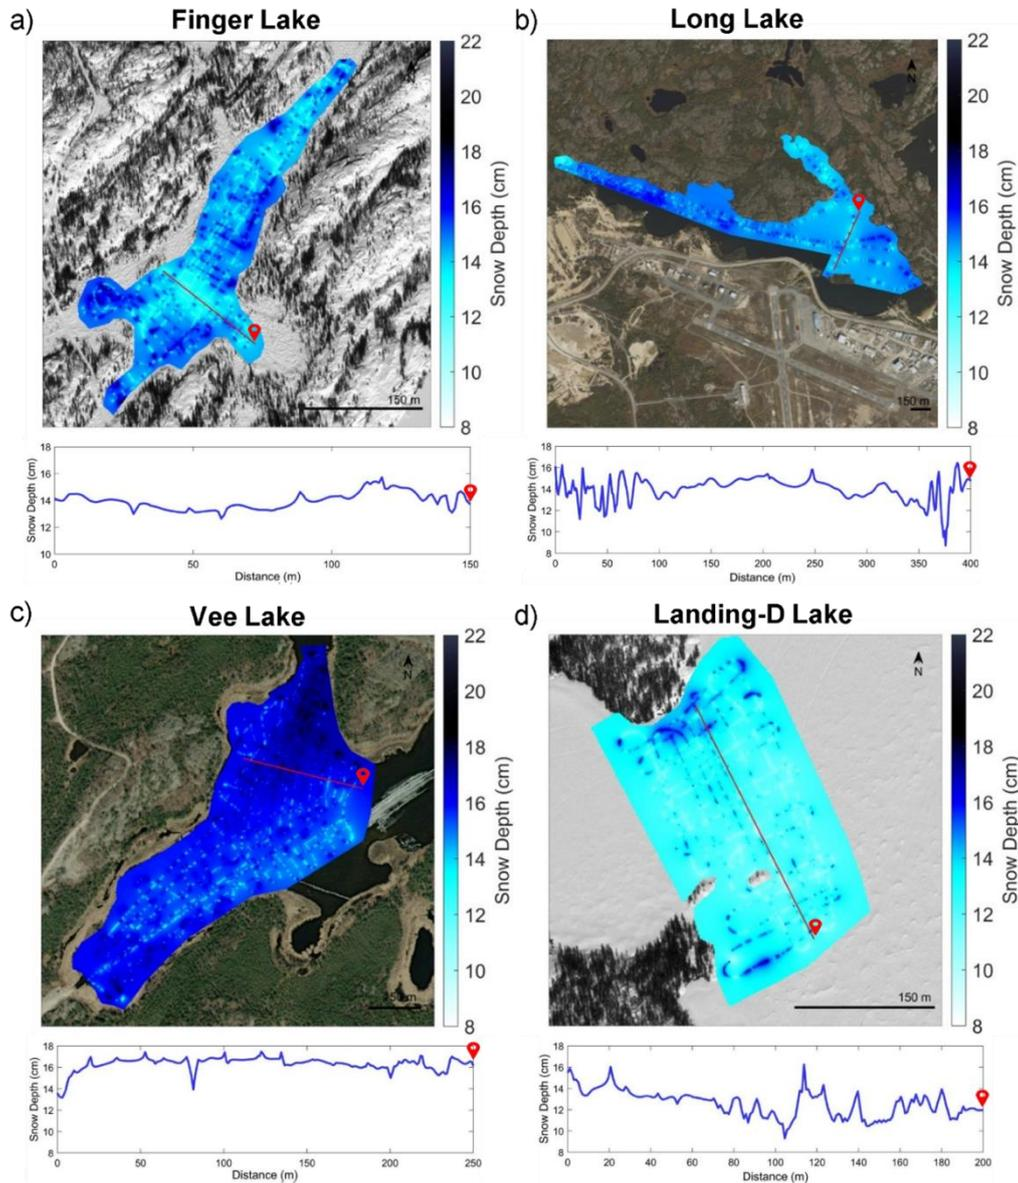 a) Finger Lake
N
22
20
18
16
14
12
10
8
Snow Depth (cm)
150 m
18
16
14
12
10
Snow Depth (cm)
0 50 100 150
Distance (m)
b) Long Lake
N
22
20
18
16
14
12
10
8
Snow Depth (cm)
150 m
18
16
14
12
10
8
Snow Depth (cm)
0 50 100 150 200 250 300 350 400
Distance (m)
c) Vee Lake
N
22
20
18
16
14
12
10
8
Snow Depth (cm)
150 m
18
16
14
12
10
8
Snow Depth (cm)
0 50 100 150 200 250
Distance (m)
d) Landing-D Lake
N
22
20
18
16
14
12
10
8
Snow Depth (cm)
150 m
18
16
14
12
10
8
Snow Depth (cm)
0 20 40 60 80 100 120 140 160 180 200
Distance (m)